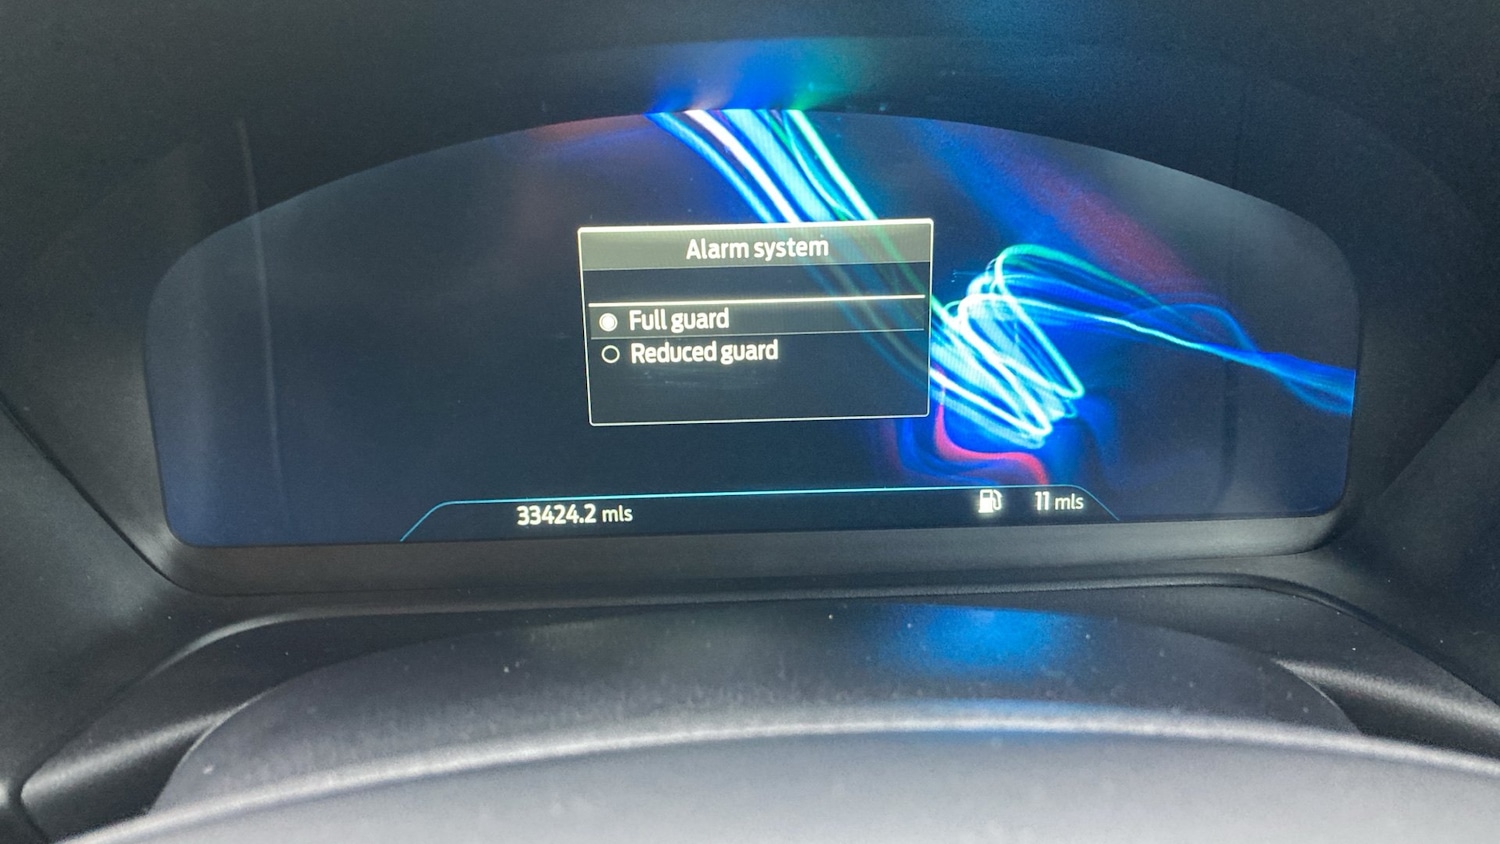 Alarm system
Full guard
Reduced guard
33424.2 mls
11 mls